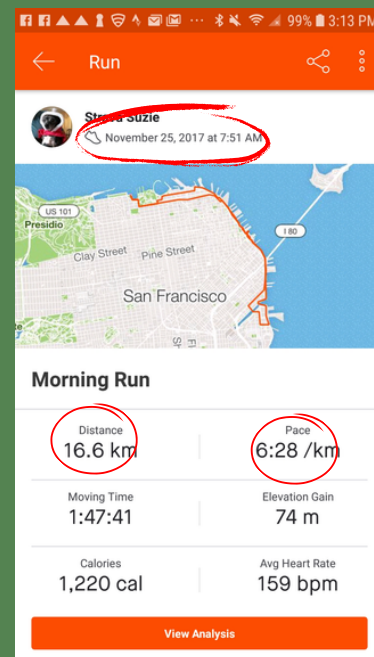 99% 3:13 PM
Run
Strava Suzie
November 25, 2017 at 7:51 AM
US 101
Presidio
I 80
Clay Street
Pine Street
San Francisco
Morning Run
Distance
Pace
16.6 km
6:28 /km
Moving Time
Elevation Gain
1:47:41
74 m
Calories
Avg Heart Rate
1,220 cal
159 bpm
View Analysis